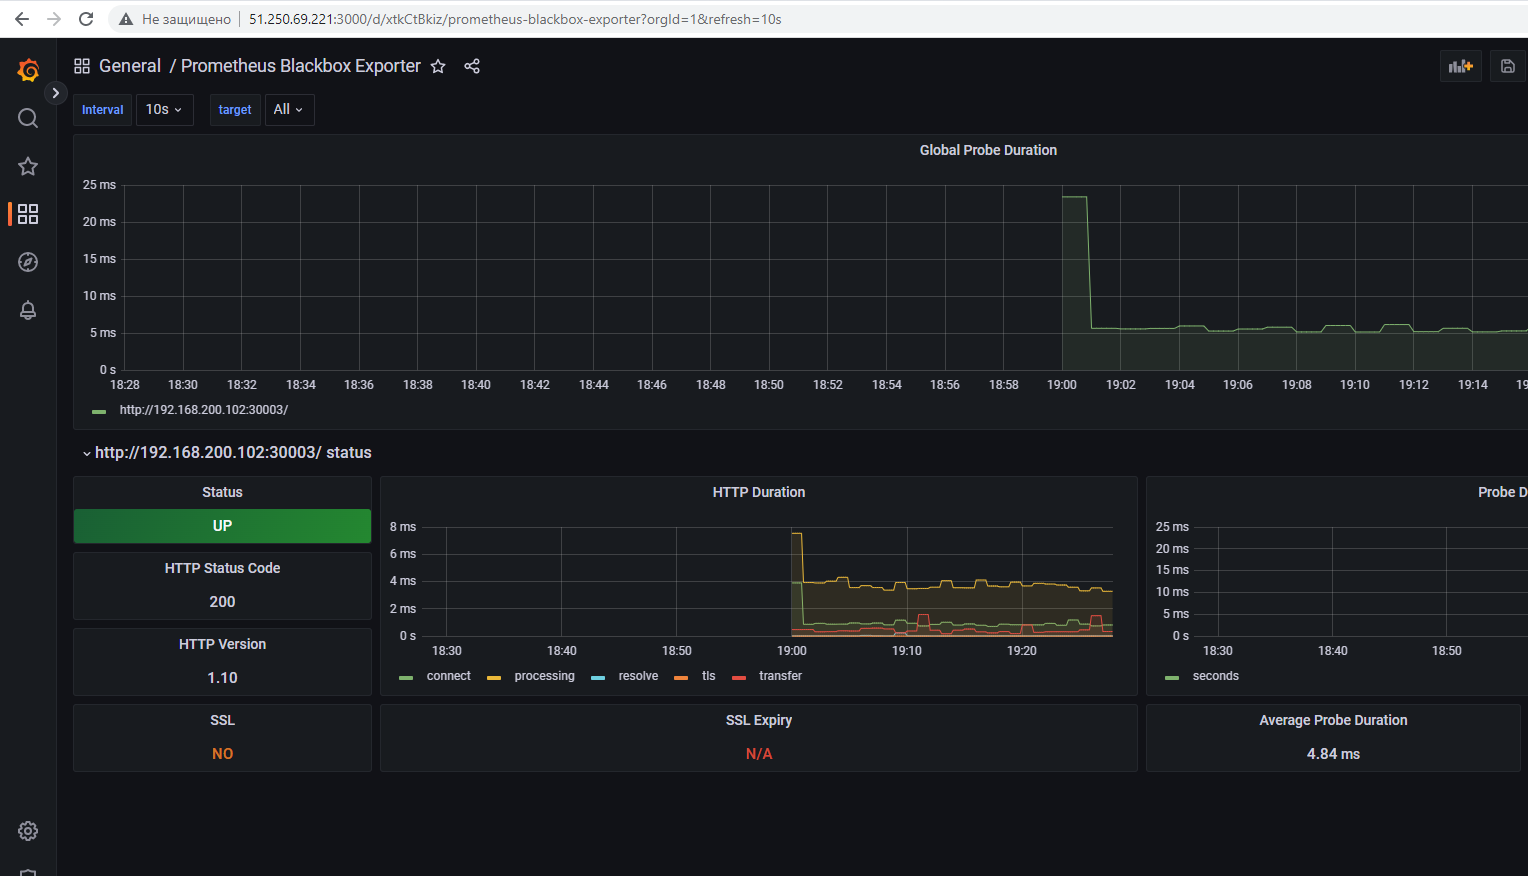 Не защищено 51.250.69.221:3000/d/xtkCtBkiz/prometheus-blackbox-exporter?orgId=1&refresh=10s
General / Prometheus Blackbox Exporter
Interval 10s target All
Global Probe Duration
25 ms
20 ms
15 ms
10 ms
5 ms
0 s
18:28 18:30 18:32 18:34 18:36 18:38 18:40 18:42 18:44 18:46 18:48 18:50 18:52 18:54 18:56 18:58 19:00 19:02 19:04 19:06 19:08 19:10 19:12 19:14 19
http://192.168.200.102:30003/
http://192.168.200.102:30003/ status
Status
UP
HTTP Status Code
200
HTTP Version
1.10
SSL
NO
HTTP Duration
8 ms
6 ms
4 ms
2 ms
0 s
18:30 18:40 18:50 19:00 19:10 19:20
connect processing resolve tls transfer
SSL Expiry
N/A
Probe D
25 ms
20 ms
15 ms
10 ms
5 ms
0 s
18:30 18:40 18:50
seconds
Average Probe Duration
4.84 ms